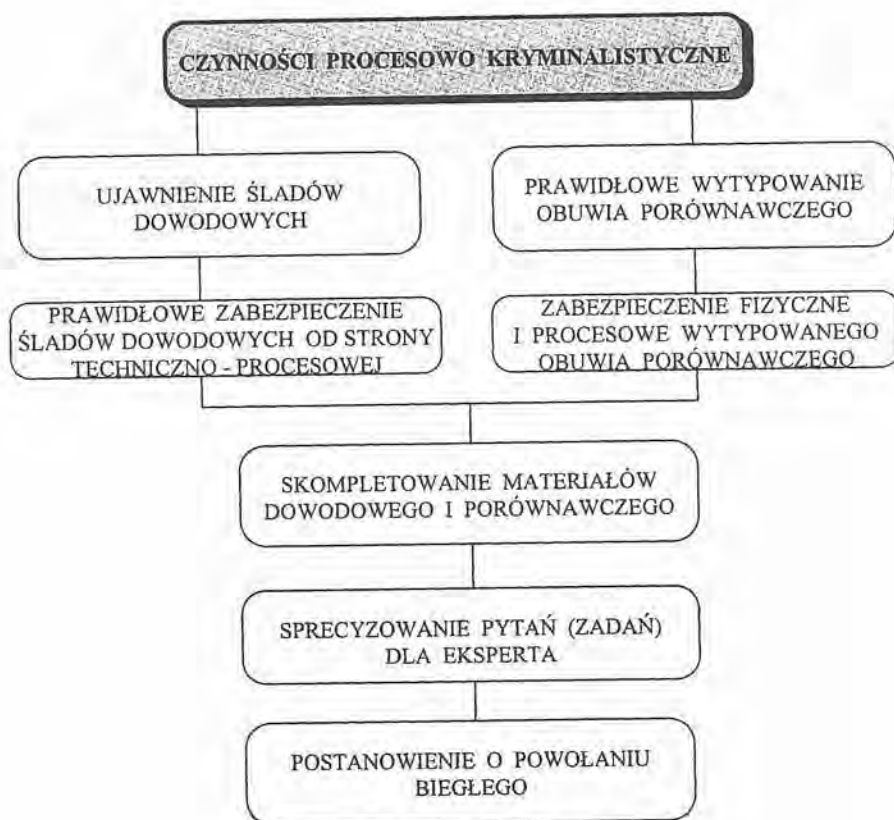 CZYNNOŚCI PROCESOWO KRYMINALISTYCZNE
UJAWNIENIE ŚLADÓW
DOWODOWYCH
PRAWIDŁOWE WYTYPOWANIE
OBUWIA PORÓWNAWCZEGO
PRAWIDŁOWE ZABEZPIECZENIE
ŚLADÓW DOWODOWYCH OD STRONY
TECHNICZNO - PROCESOWEJ
ZABEZPIECZENIE FIZYCZNE
I PROCESOWE WYTYPOWANEGO
OBUWIA PORÓWNAWCZEGO
SKOMPLETOWANIE MATERIAŁÓW
DOWODOWEGO I PORÓWNAWCZEGO
SPRECYZOWANIE PYTAŃ (ZADAŃ)
DLA EKSPERTA
POSTANOWIENIE O POWOŁANIU
BIEGŁEGO